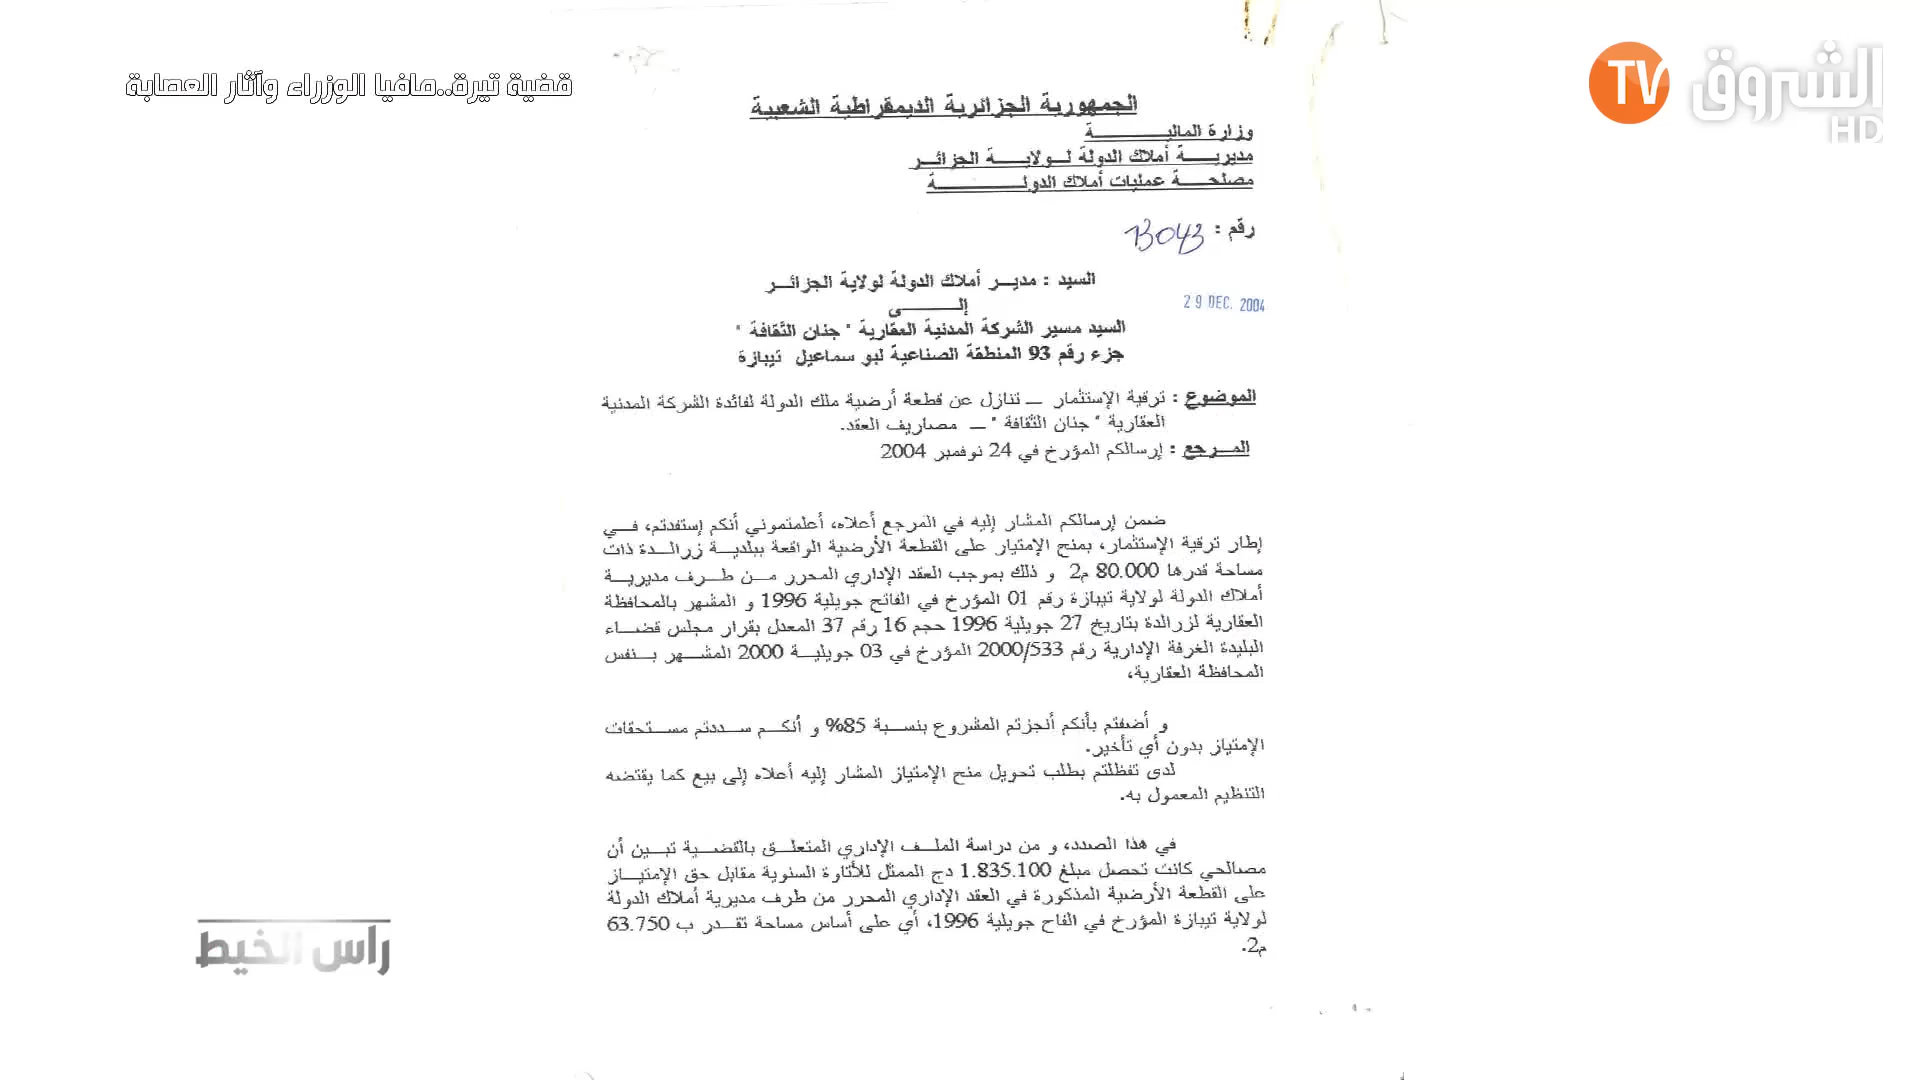 قضية تيرة..مافيا الوزراء وآثار العصابة
الشروق TV
HD
الجمهورية الجزائرية الديمقراطية الشعبية
وزارة المالية
مديرية أملاك الدولة لولاية الجزائر
مصلحة عمليات أملاك الدولة
رقم : 13043
السيد : مدير أملاك الدولة لولاية الجزائر
29 DEC. 2004
إلى
السيد مسير الشركة المدنية العقارية " جنان الثقافة "
جزء رقم 93 المنطقة الصناعية لبو سماعيل تيبازة
الموضوع : ترقية الإستثمار ـ تنازل عن قطعة أرضية ملك الدولة لفائدة الشركة المدنية
العقارية " جنان الثقافة " ـ مصاريف العقد.
المرجع : إرسالكم المؤرخ في 24 نوفمبر 2004
ضمن إرسالكم المشار إليه في المرجع أعلاه، أعلمتموني أنكم إستفدتم، في
إطار ترقية الإستثمار، بمنح الإمتياز على القطعة الأرضية الواقعة ببلدية زرالدة ذات
مساحة قدرها 80.000 م2 و ذلك بموجب العقد الإداري المحرر من طرف مديرية
أملاك الدولة لولاية تيبازة رقم 01 المؤرخ في الفاتح جويلية 1996 و المشهر بالمحافظة
العقارية لزرالدة بتاريخ 27 جويلية 1996 حجم 16 رقم 37 المعدل بقرار مجلس قضاء
البليدة الغرفة الإدارية رقم 2000/533 المؤرخ في 03 جويلية 2000 المشهر بنفس
المحافظة العقارية،
و أضفتم بأنكم أنجزتم المشروع بنسبة 85% و أنكم سددتم مستحقات
الإمتياز بدون أي تأخير.
لدى تفظلتم بطلب تحويل منح الإمتياز المشار إليه أعلاه إلى بيع كما يقتضه
التنظيم المعمول به.
في هذا الصدد، و من دراسة الملف الإداري المتعلق بالقضية تبين أن
مصالحي كانت تحصل مبلغ 1.835.100 دج الممثل للأتاوة السنوية مقابل حق الإمتياز
على القطعة الأرضية المذكورة في العقد الإداري المحرر من طرف مديرية أملاك الدولة
لولاية تيبازة المؤرخ في الفاح جويلية 1996، أي على أساس مساحة تقدر ب 63.750
م2.
راس الخيط